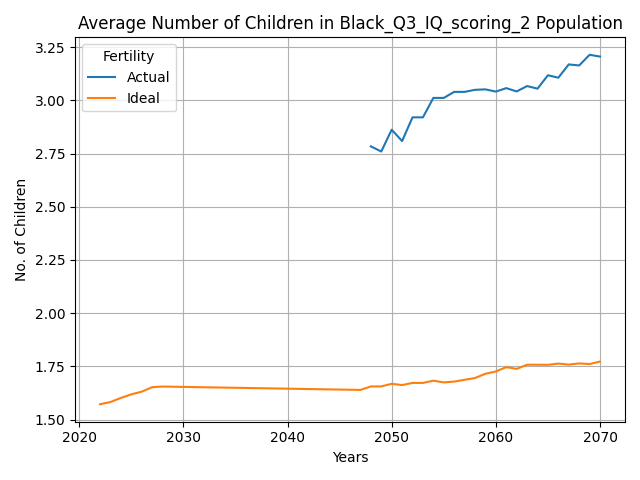 Average Number of Children in Black_Q3_IQ_scoring_2 Population
Fertility
Actual
Ideal
No. of Children
3.25
3.00
2.75
2.50
2.25
2.00
1.75
1.50
2020 2030 2040 2050 2060 2070
Years